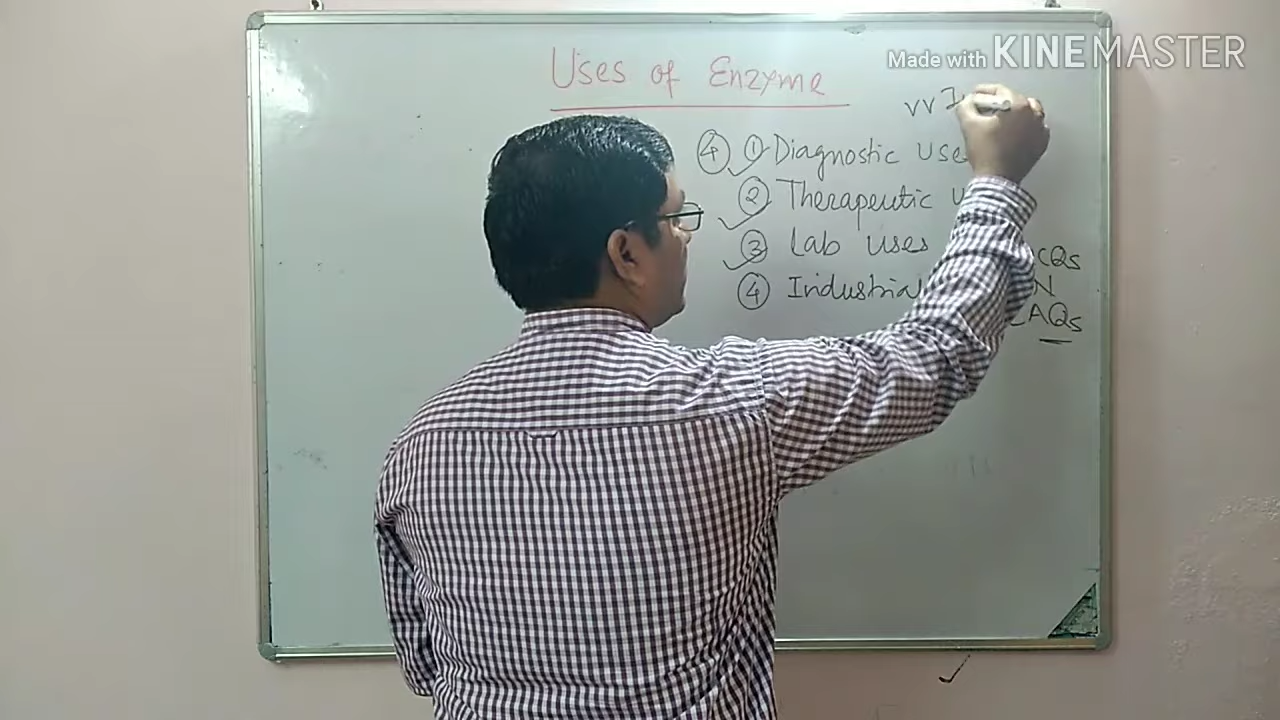 Made with KINEMASTER
Uses of Enzyme
VV
④ ① Diagnostic Use
② Therapeutic U
③ Lab Uses
CQs
④ Industrial
N
AQs